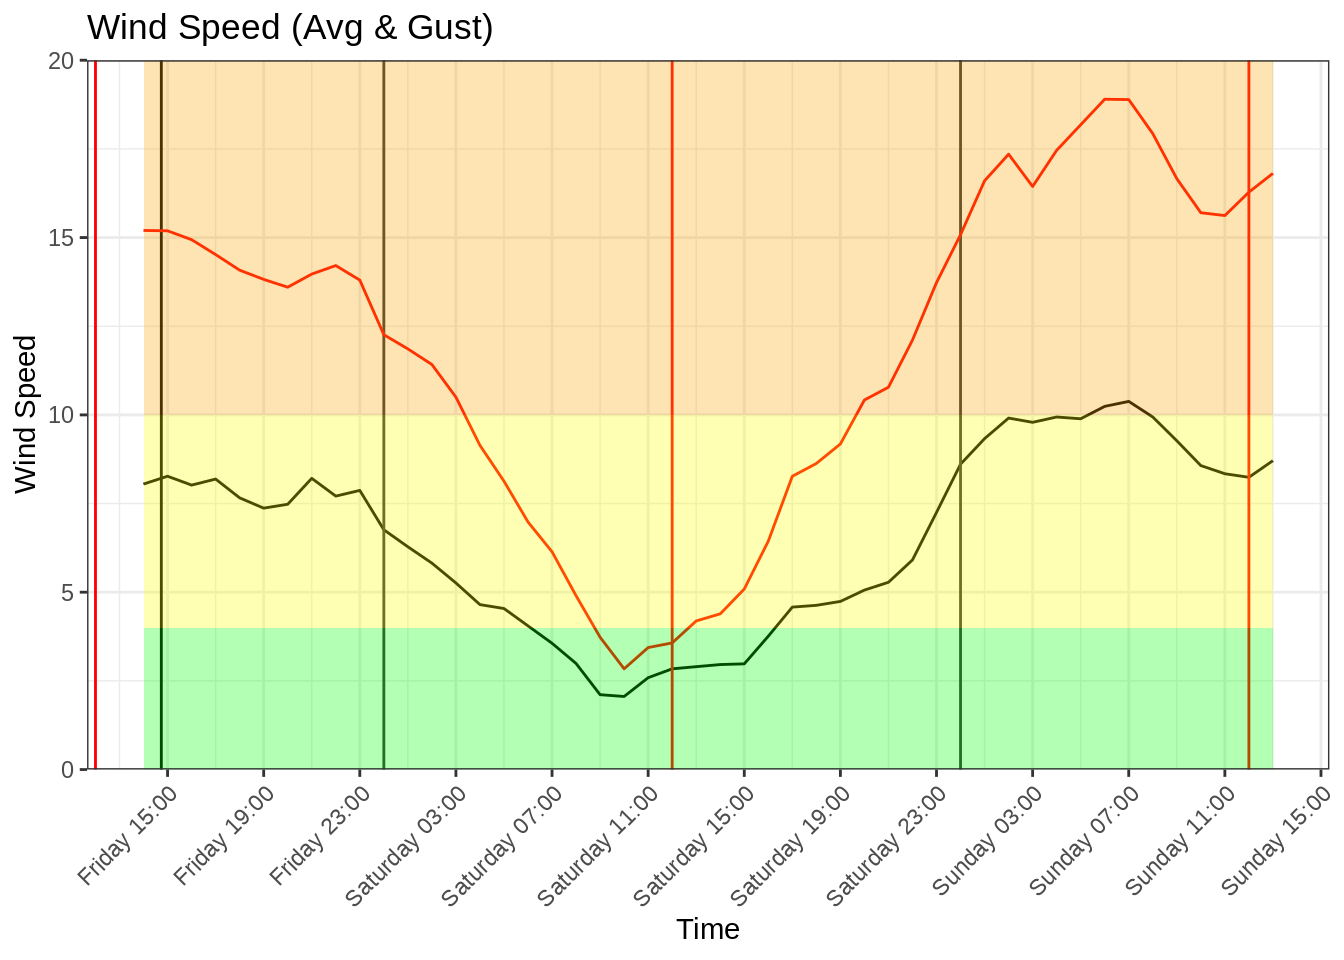 Wind Speed (Avg & Gust)
20
15
10
5
0
Wind Speed
Friday 15:00
Friday 19:00
Friday 23:00
Saturday 03:00
Saturday 07:00
Saturday 11:00
Saturday 15:00
Saturday 19:00
Saturday 23:00
Sunday 03:00
Sunday 07:00
Sunday 11:00
Sunday 15:00
Time